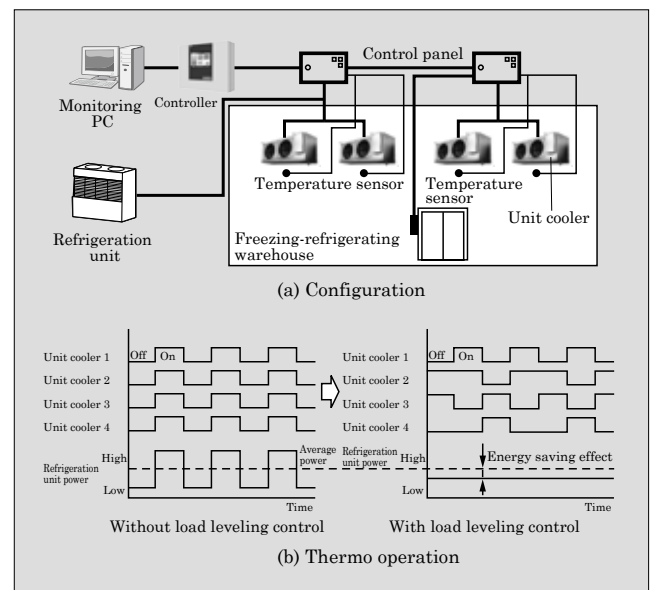 Control panel
Monitoring
PC
Controller
Temperature sensor
Temperature
sensor
Unit cooler
Refrigeration
unit
Freezing-refrigerating
warehouse
(a) Configuration
Unit cooler 1
Off
On
Unit cooler 2
Unit cooler 3
Unit cooler 4
High
Refrigeration
unit power
Low
Average
power
Time
Without load leveling control
Unit cooler 1
Off
On
Unit cooler 2
Unit cooler 3
Unit cooler 4
Refrigeration
unit power
High
Low
Energy saving effect
Time
With load leveling control
(b) Thermo operation